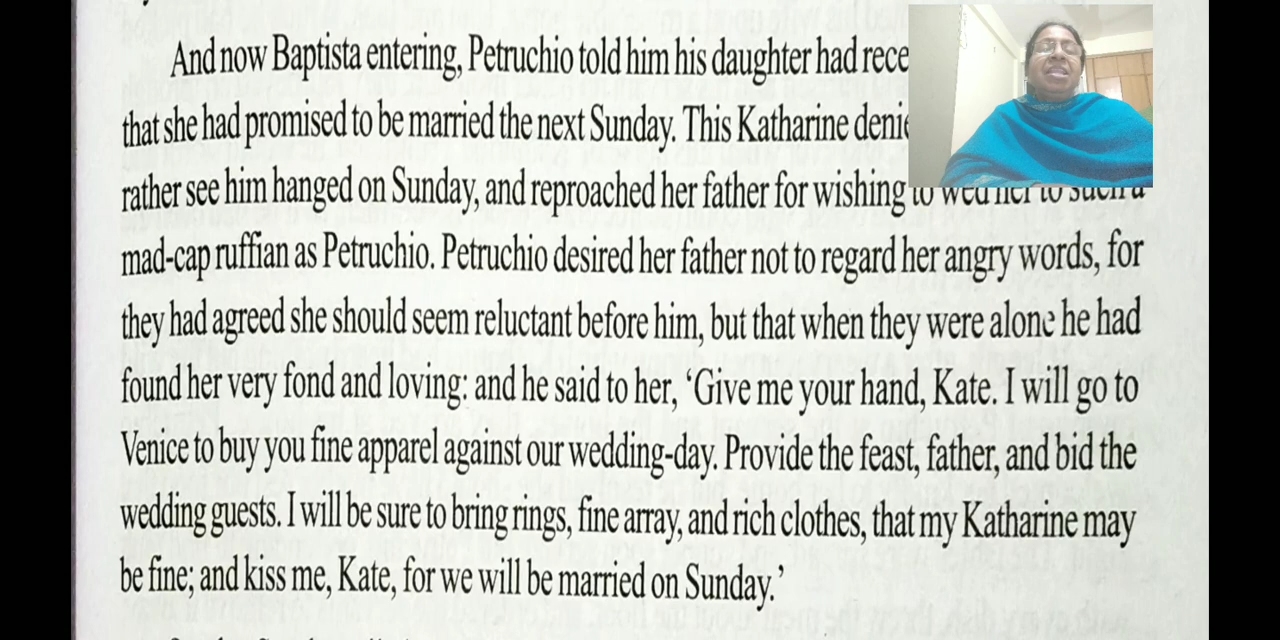 And now Baptista entering, Petruchio told him his daughter had
that she had promised to be married the next Sunday. This Katharine
rather see him hanged on Sunday, and reproached her father for wishing to wed her to such a
mad-cap ruffian as Petruchio. Petruchio desired her father not to regard her angry words, for
they had agreed she should seem reluctant before him, but that when they were alone he had
found her very fond and loving: and he said to her, ‘Give me your hand, Kate. I will go to
Venice to buy you fine apparel against our wedding-day. Provide the feast, father, and bid the
wedding guests. I will be sure to bring rings, fine array, and rich clothes, that my Katharine may
be fine; and kiss me, Kate, for we will be married on Sunday.’